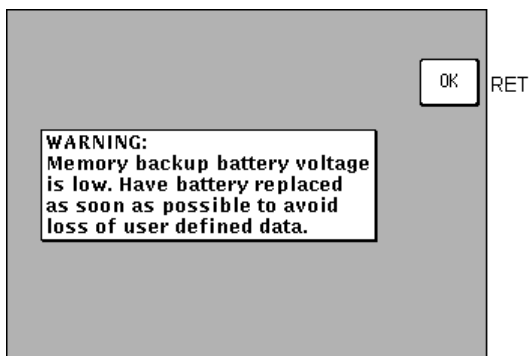 OK
RET
WARNING:
Memory backup battery voltage
is low. Have battery replaced
as soon as possible to avoid
loss of user defined data.